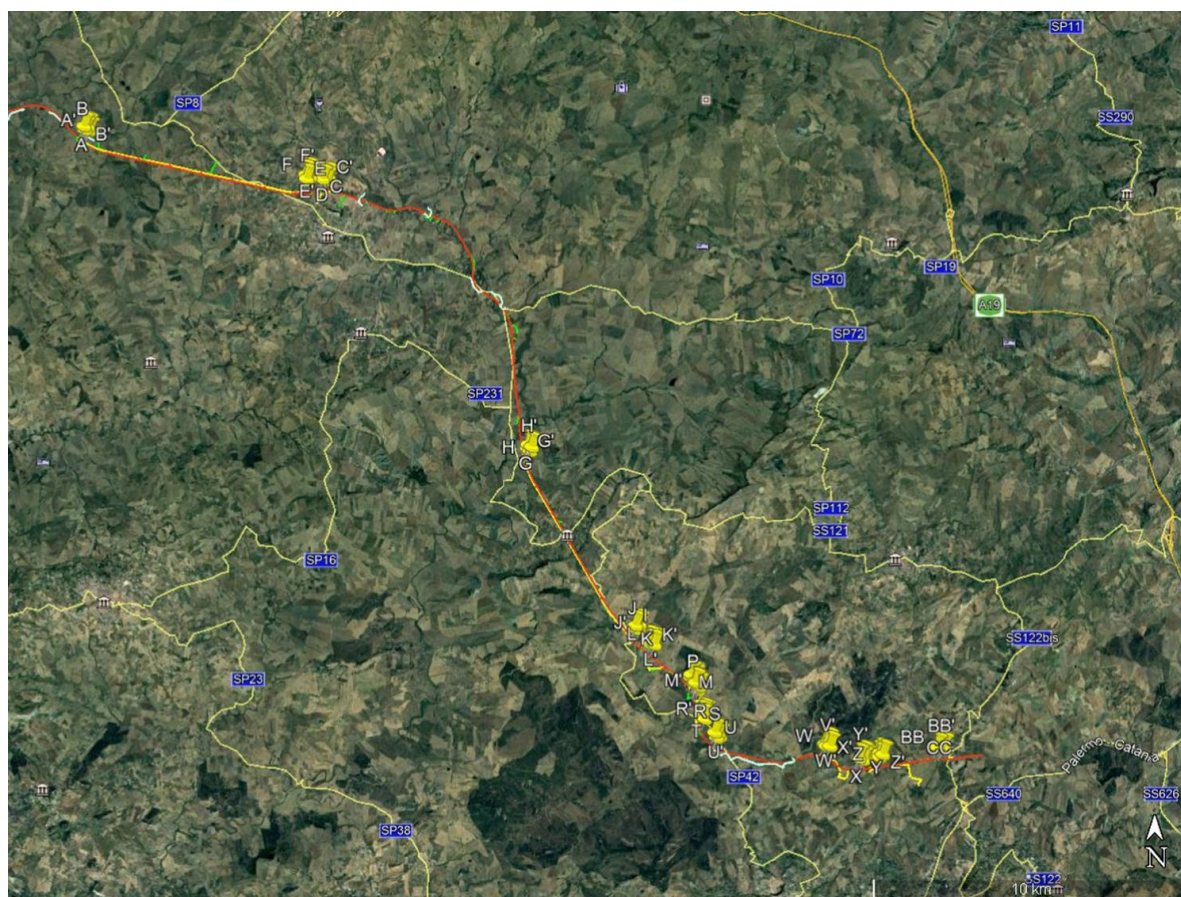 SP11
B
SP8
SS290
A'
B'
A
F'
F
E
C'
E'
D
C
SP19
SP10
A19
SP72
SP231
H'
H
G'
G
SP112
SS121
SP16
J
I
J'
L
K
K'
SS122bis
L'
P
SP23
M'
M
R'
R
S
T
U
V'
W
Y'
BB
BB'
X'
Z
CC
U'
W'
Y
Z'
X
Palermo - Catania
SP42
SS640
SS626
SP38
N
SS122
10 km